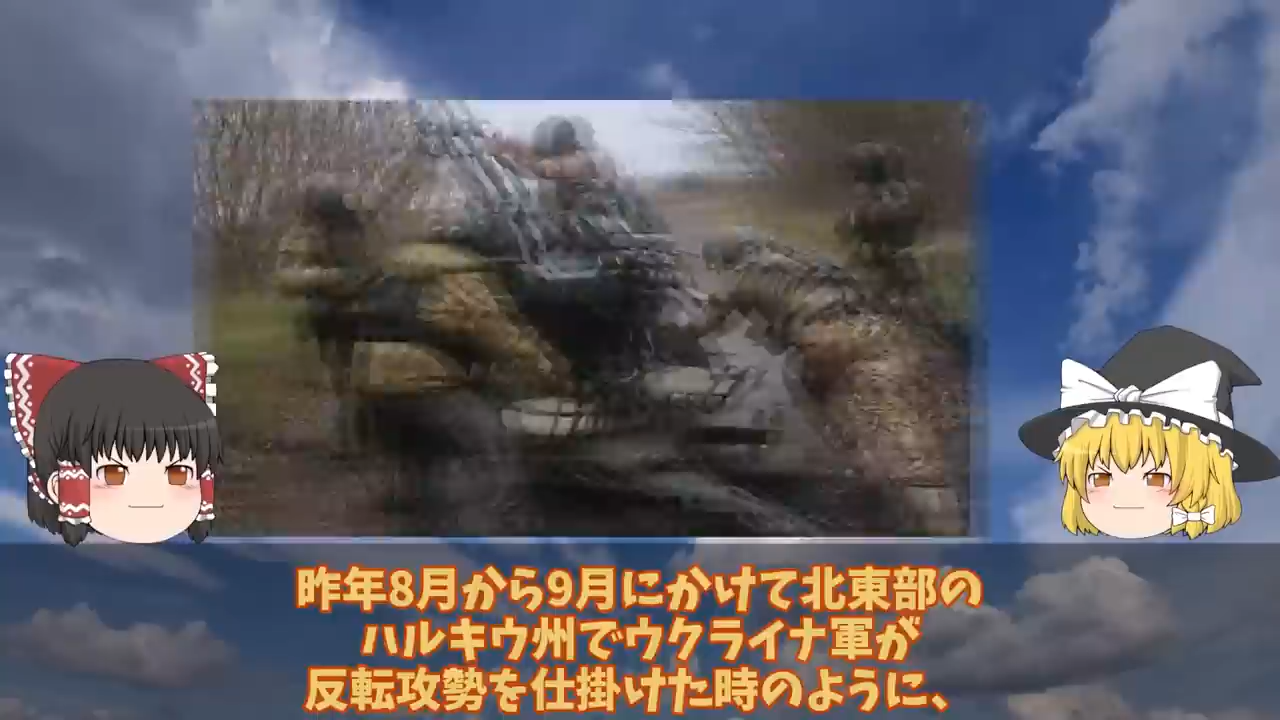 昨年8月から9月にかけて北東部の
ハルキウ州でウクライナ軍が
反転攻勢を仕掛けた時のように、